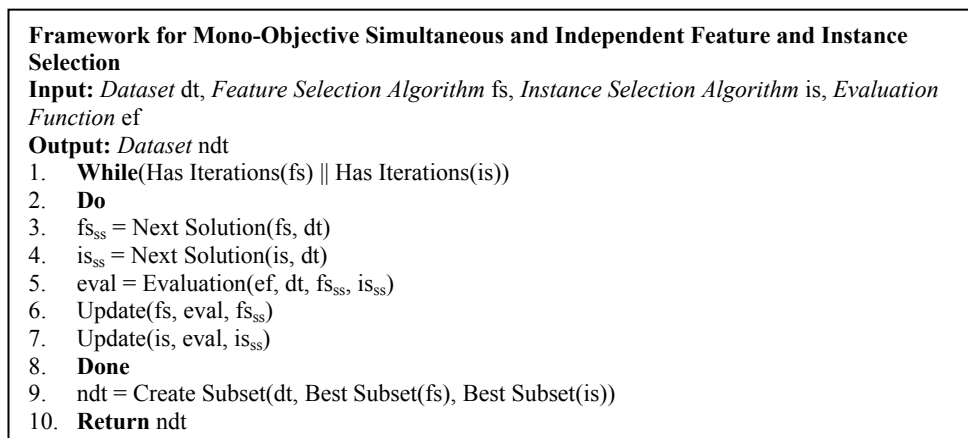 Framework for Mono-Objective Simultaneous and Independent Feature and Instance
Selection
Input: Dataset dt, Feature Selection Algorithm fs, Instance Selection Algorithm is, Evaluation
Function ef
Output: Dataset ndt
1. While(Has Iterations(fs) || Has Iterations(is))
2. Do
3. fsss = Next Solution(fs, dt)
4. isss = Next Solution(is, dt)
5. eval = Evaluation(ef, dt, fsss, isss)
6. Update(fs, eval, fsss)
7. Update(is, eval, isss)
8. Done
9. ndt = Create Subset(dt, Best Subset(fs), Best Subset(is))
10. Return ndt